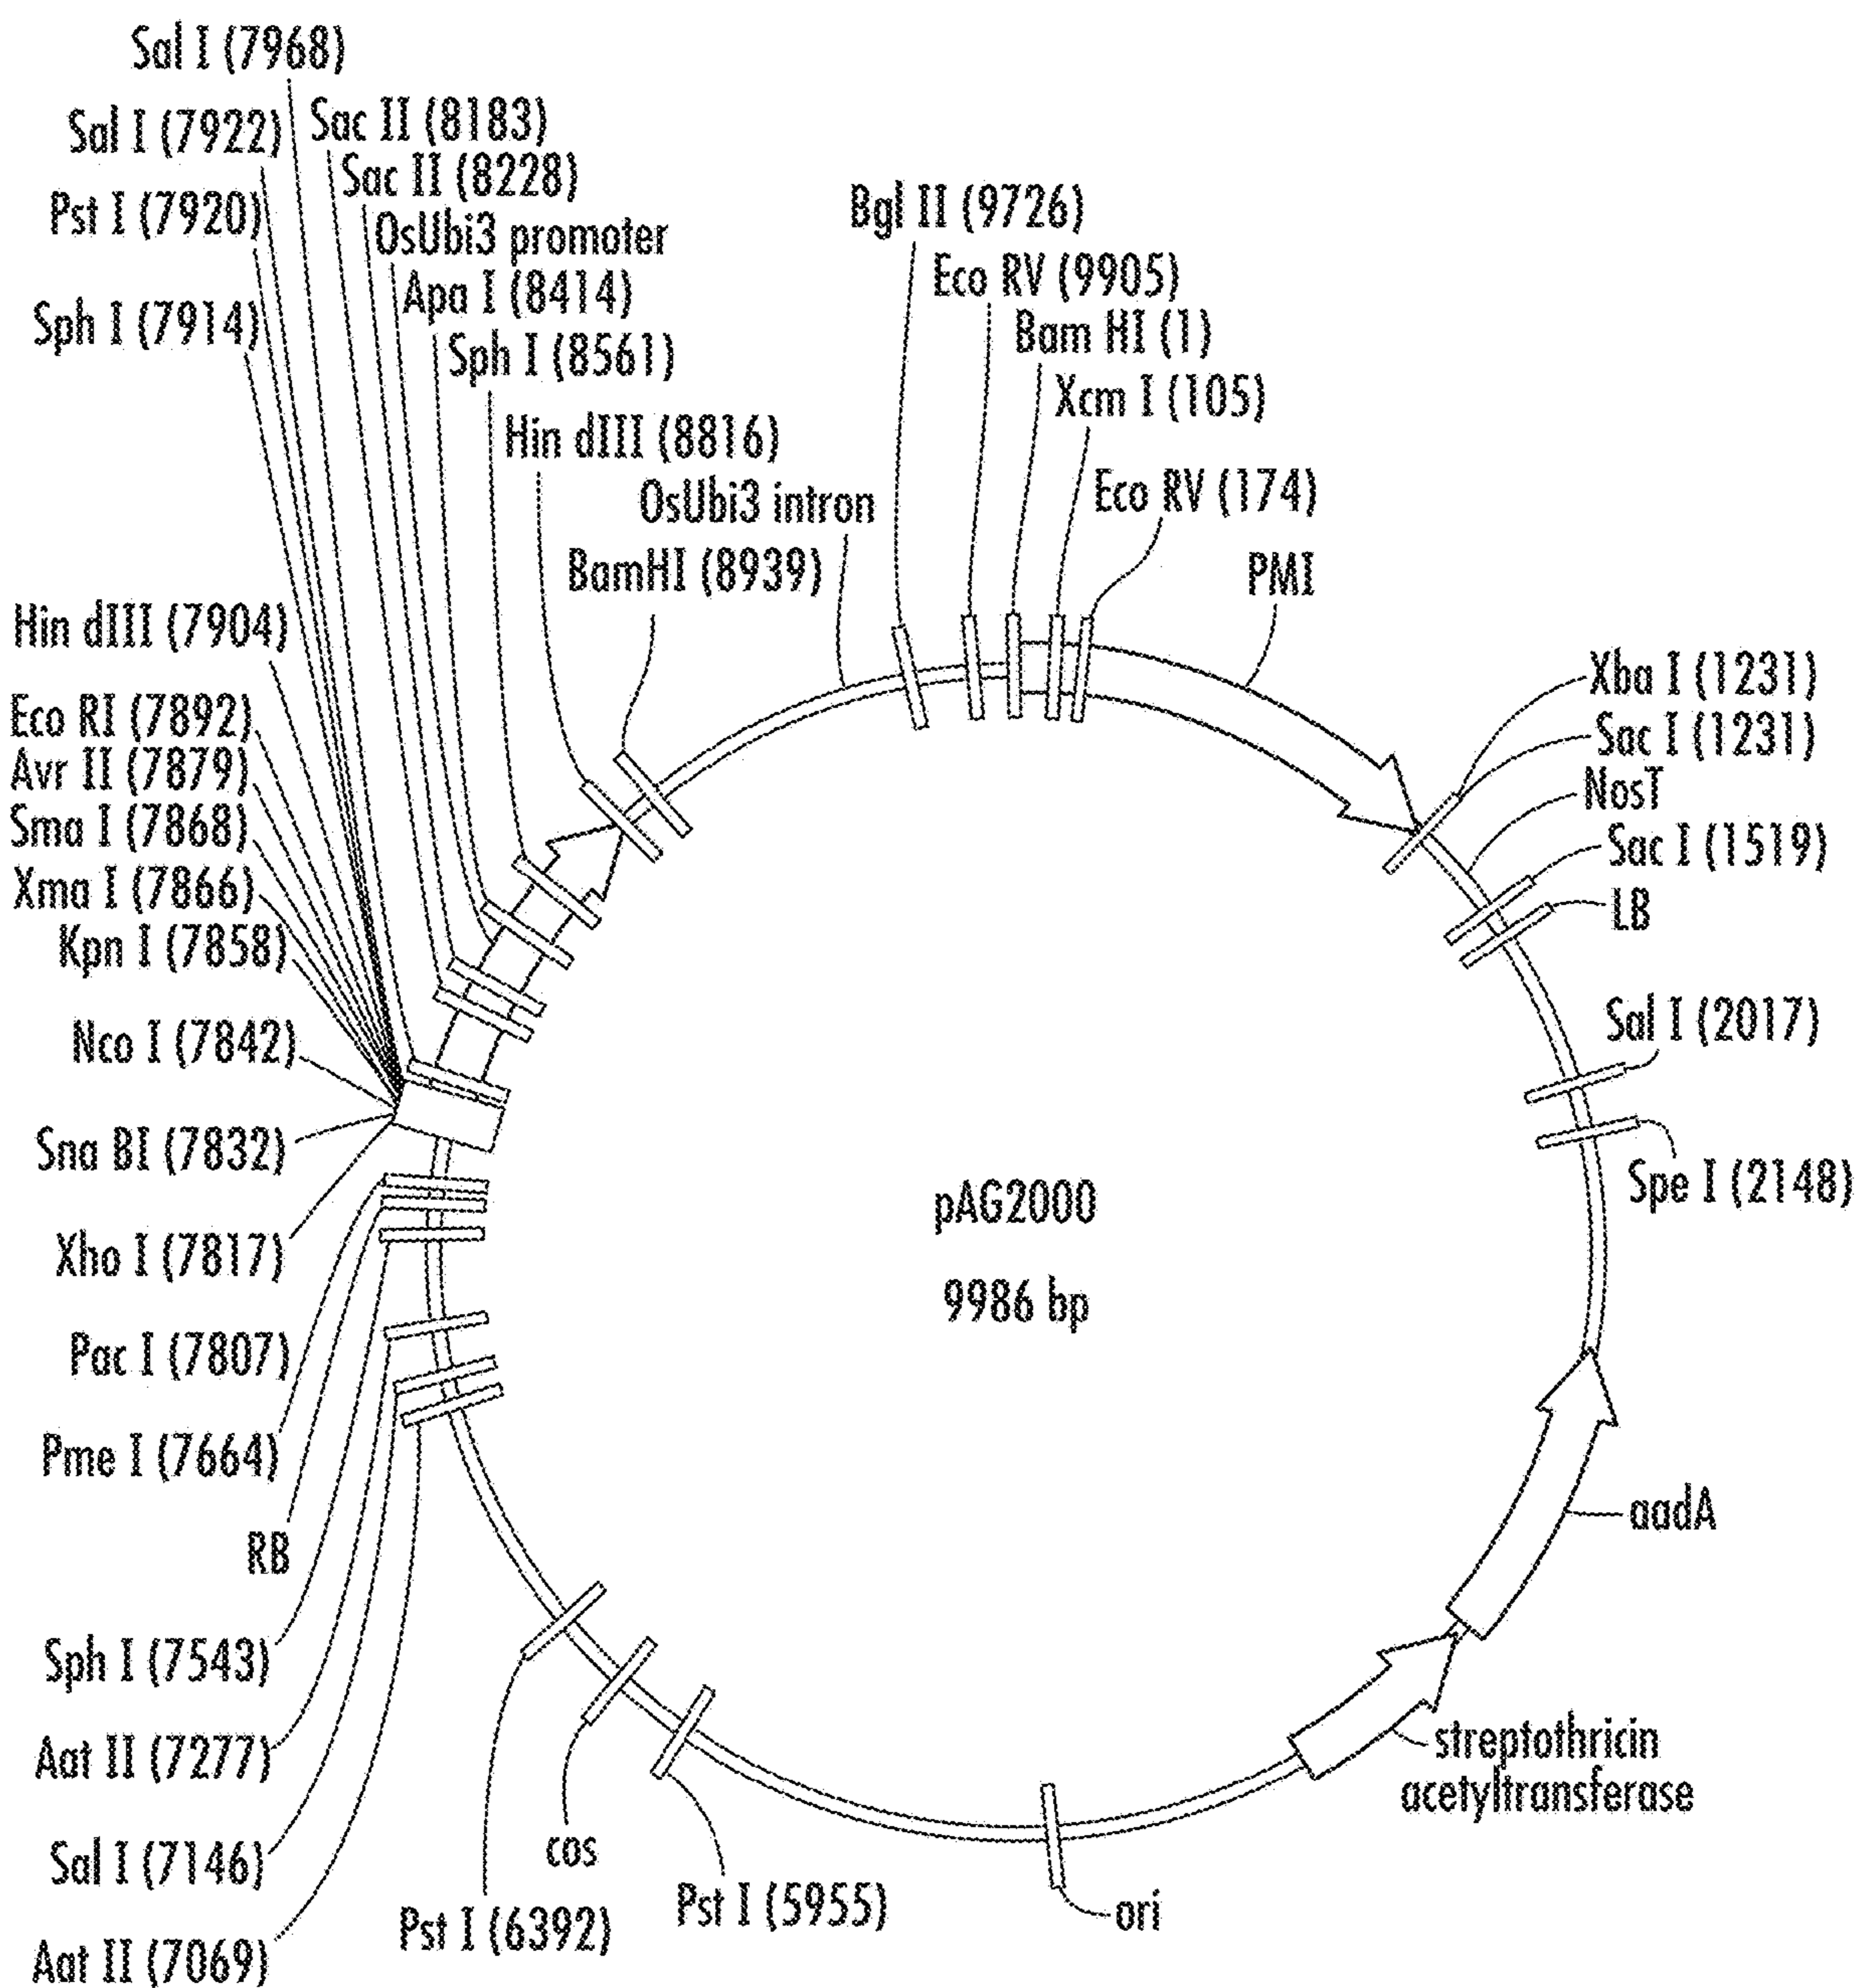 Sal I (7968)
Sal I (7922)
Pst I (7920)
Sph I (7914)
Sac II (8183)
Sac II (8228)
OsUbi3 promoter
Apa I (8414)
Sph I (8561)
Hin dIII (8816)
OsUbi3 intron
BamHI (8939)
Bgl II (9726)
Eco RV (9905)
Bam HI (1)
Xcm I (105)
Eco RV (174)
PMI
Xba I (1231)
Sac I (1231)
NosT
Sac I (1519)
LB
Sal I (2017)
Spe I (2148)
aadA
streptothricin
acetyltransferase
ori
Pst I (5955)
cos
Pst I (6392)
Hin dIII (7904)
Eco RI (7892)
Avr II (7879)
Sma I (7868)
Xma I (7866)
Kpn I (7858)
Nco I (7842)
Sna BI (7832)
Xho I (7817)
Pac I (7807)
Pme I (7664)
RB
Sph I (7543)
Aat II (7277)
Sal I (7146)
Aat II (7069)
pAG2000
9986 bp